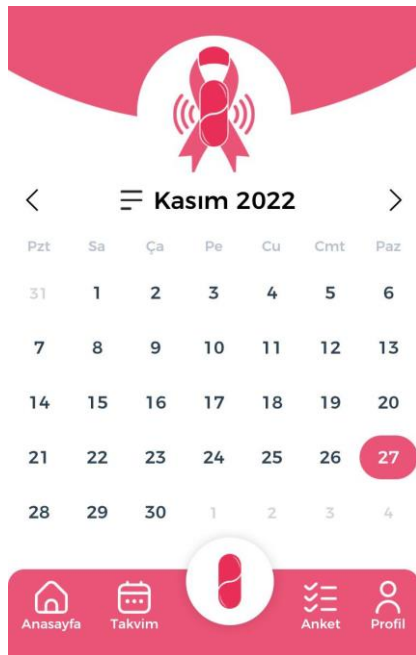 Kasım 2022
Pzt Sa Ça Pe Cu Cmt Paz
31 1 2 3 4 5 6
7 8 9 10 11 12 13
14 15 16 17 18 19 20
21 22 23 24 25 26 27
28 29 30 1 2 3 4
Anasayfa Takvim Anket Profil